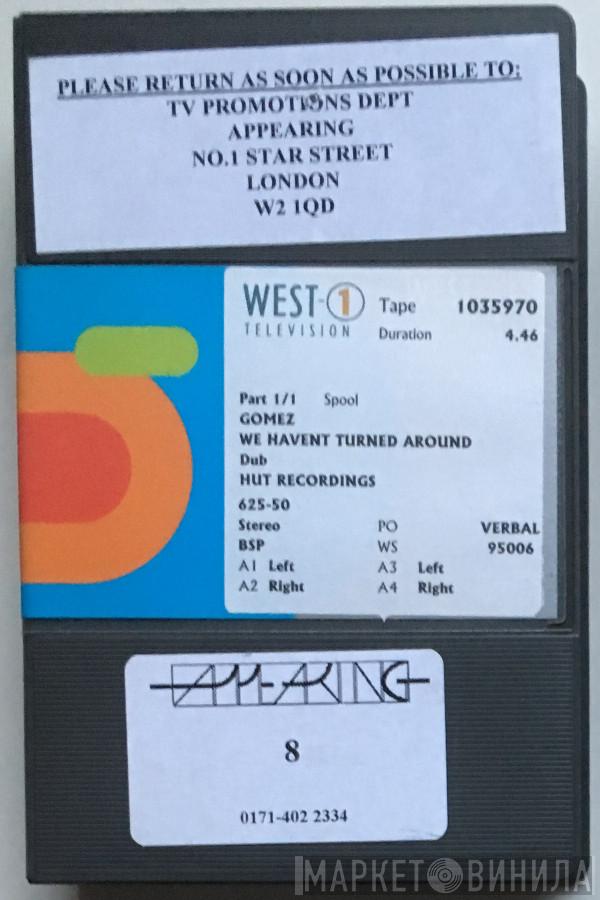 PLEASE RETURN AS SOON AS POSSIBLE TO:
TV PROMOTIONS DEPT
APPEARING
NO.1 STAR STREET
LONDON
W2 1QD
WEST-1
TELEVISION
Tape 1035970
Duration 4.46
Part 1/1 Spool
GOMEZ
WE HAVENT TURNED AROUND
Dub
HUT RECORDINGS
625-50
Stereo PO VERBAL
BSP WS 95006
A1 Left A3 Left
A2 Right A4 Right
APPEARING
8
0171-402 2334
МАРКЕТ ВИНИЛА